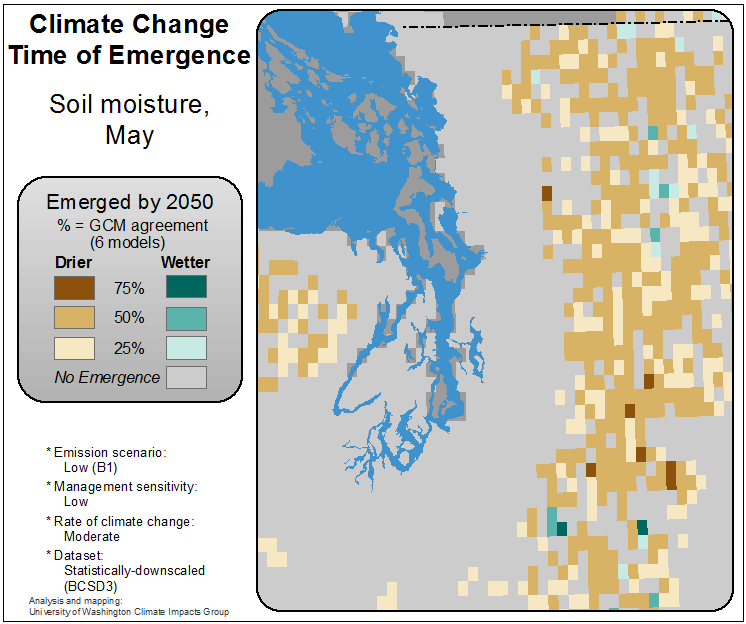 Climate Change
Time of Emergence
Soil moisture,
May
Emerged by 2050
% = GCM agreement
(6 models)
Drier
Wetter
75%
50%
25%
No Emergence
* Emission scenario:
Low (B1)
* Management sensitivity:
Low
* Rate of climate change:
Moderate
* Dataset:
Statistically-downscaled
(BCSD3)
Analysis and mapping:
University of Washington Climate Impacts Group